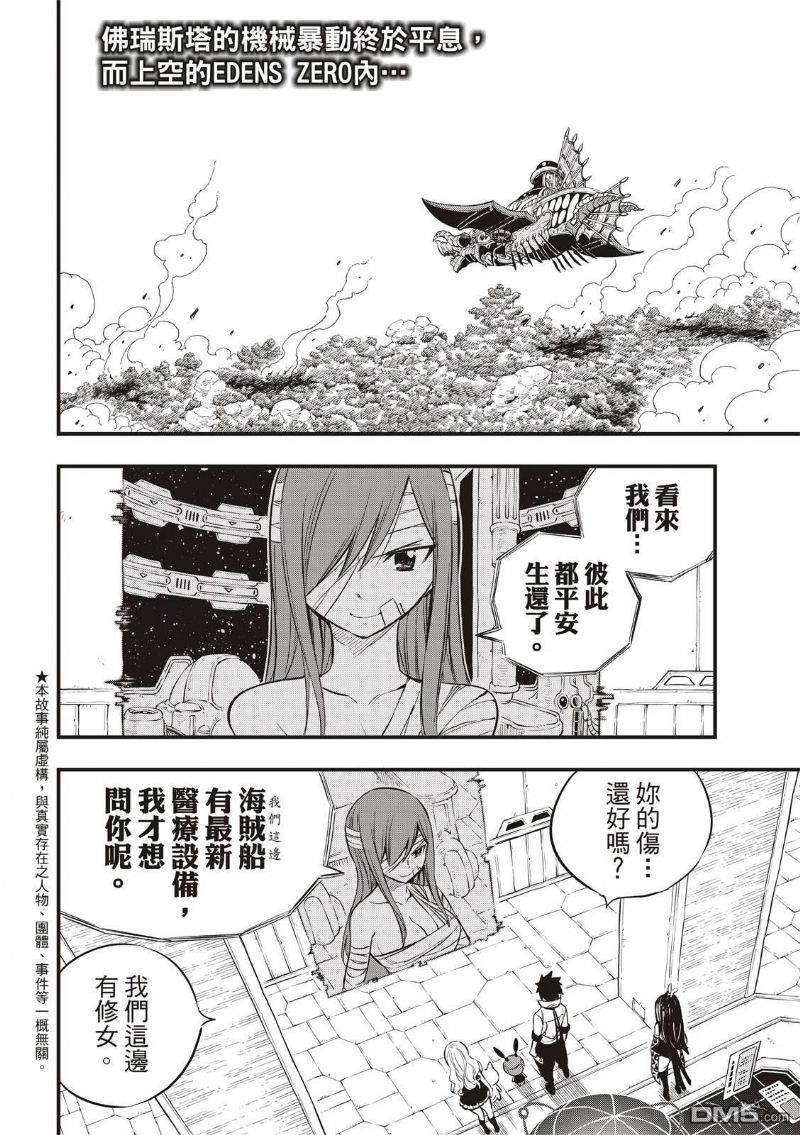 佛瑞斯塔的機械暴動終於平息，
而上空的EDENS ZERO內…
看來
我們…
彼此
都平安
生還了。
妳的傷…
還好嗎？
我們這邊
海賊船
有最新
醫療設備，
我才想
問你呢。
我們這邊
有修女。
★本故事純屬虛構，與真實存在之人物、團體、事件等一概無關。
DM5.com